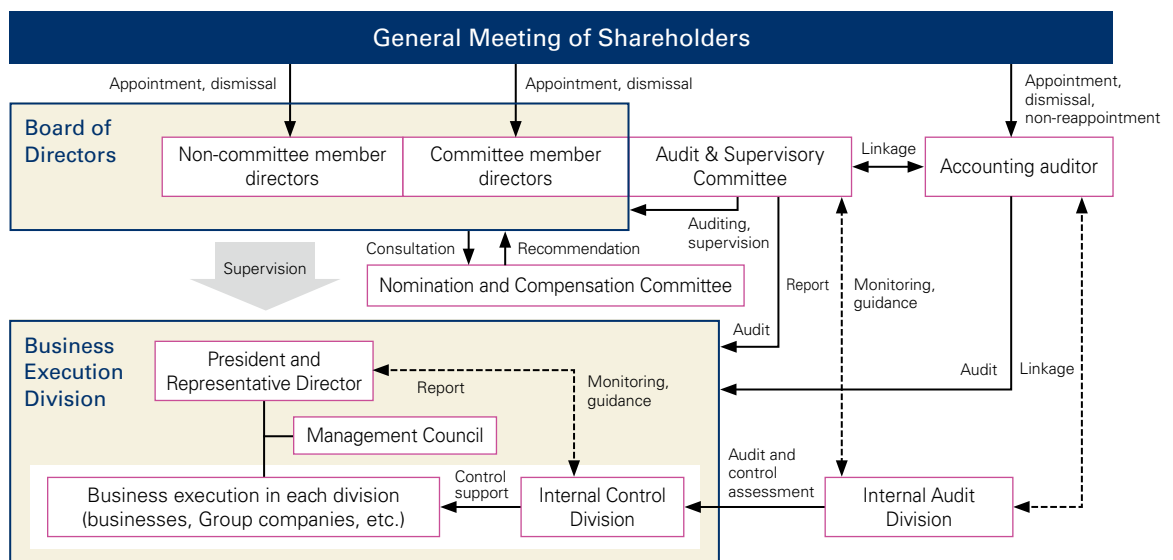 General Meeting of Shareholders
Appointment, dismissal
Appointment, dismissal
Appointment,
dismissal,
non-reappointment
Board of
Directors
Non-committee member
directors
Committee member
directors
Audit & Supervisory
Committee
Linkage
Accounting auditor
Auditing,
supervision
Consultation
Recommendation
Supervision
Nomination and Compensation Committee
Report
Monitoring,
guidance
Business
Execution
Division
President and
Representative Director
Audit
Audit
Linkage
Report
Monitoring,
guidance
Management Council
Business execution in each division
(businesses, Group companies, etc.)
Control
support
Internal Control
Division
Audit and
control
assessment
Internal Audit
Division